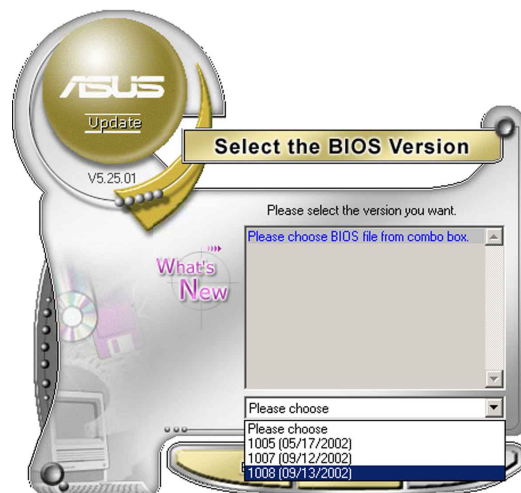 ASUS
Update
V5.25.01
Select the BIOS Version
Please select the version you want.
Please choose BIOS file from combo box.
What's
New
Please choose
Please choose
1005 (05/17/2002)
1007 (09/12/2002)
1008 (09/13/2002)